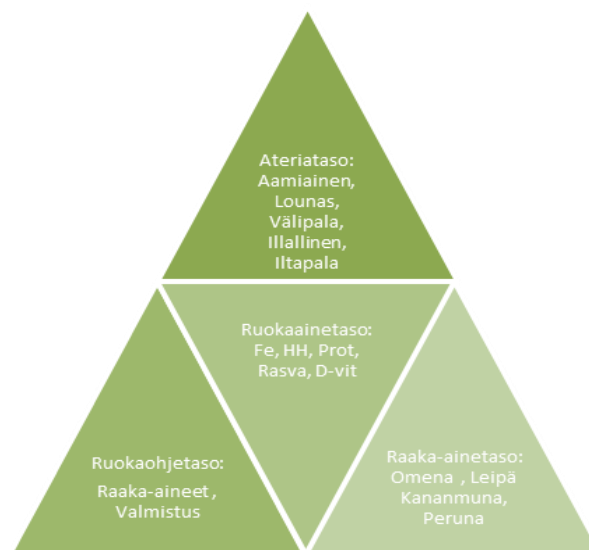 Ateriataso:
Aamiainen,
Lounas,
Välipala,
Illallinen,
Iltapala
Ruokaainetaso:
Fe, HH, Prot,
Rasva, D-vit
Ruokaohjetaso:
Raaka-aineet,
Valmistus
Raaka-ainetaso:
Omena , Leipä
Kananmuna,
Peruna